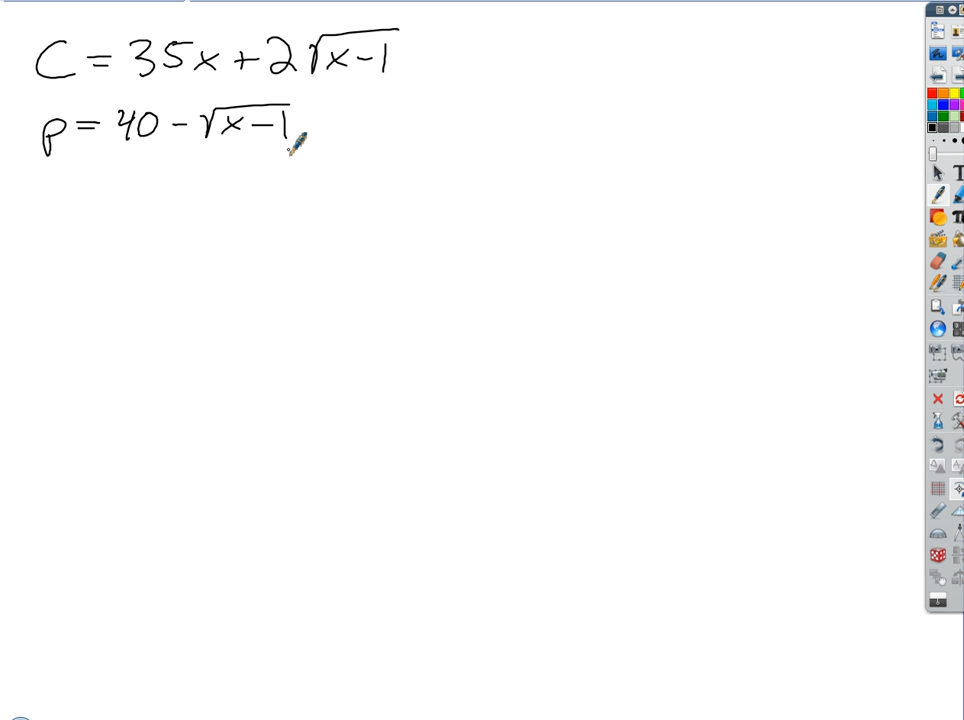 C = 35x + 2√(x-1)
p = 40 - √(x-1)